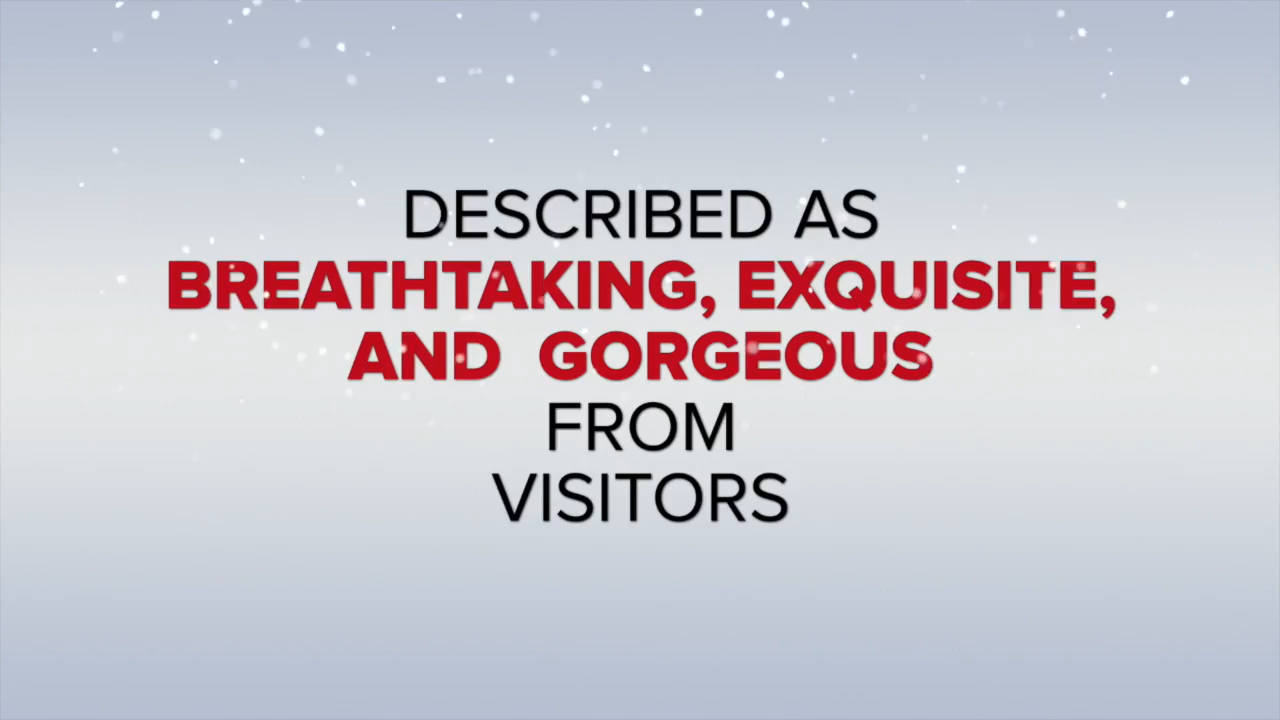 DESCRIBED AS
BREATHTAKING, EXQUISITE,
AND  GORGEOUS
FROM
VISITORS